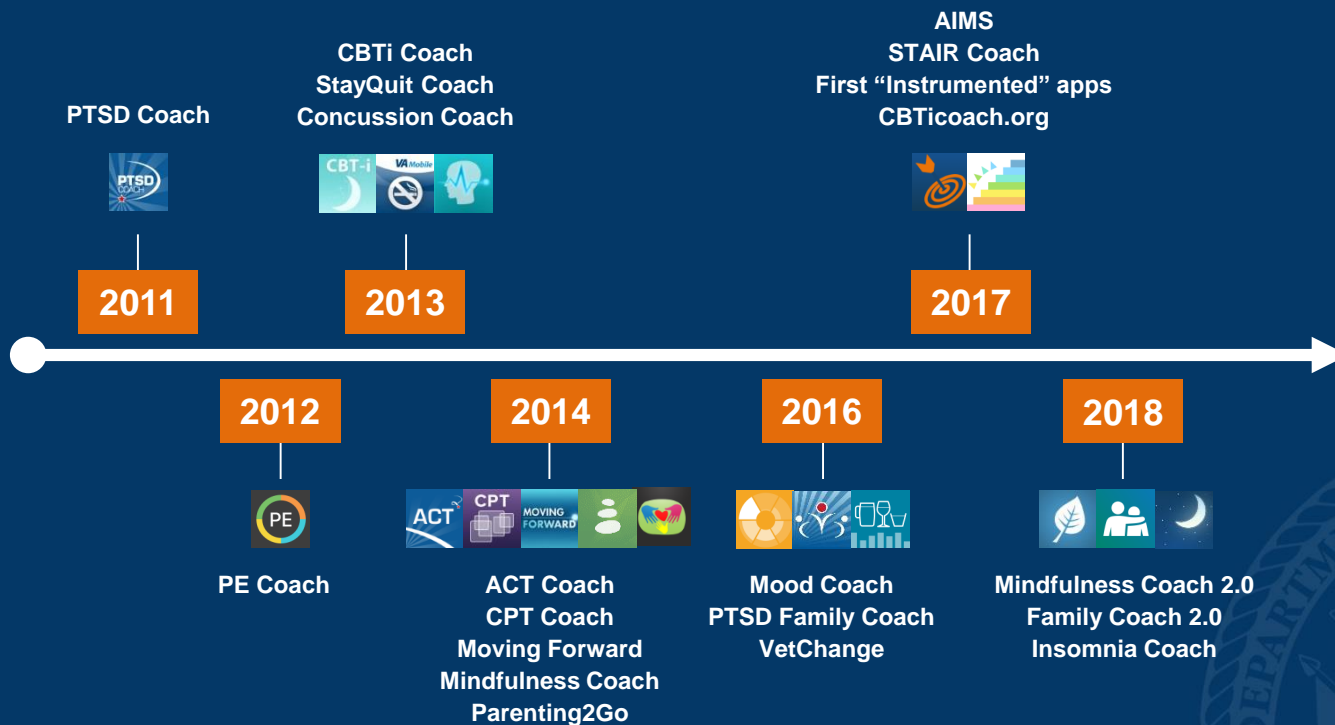 AIMS
STAIR Coach
First “Instrumented” apps
CBTicoach.org
CBTi Coach
StayQuit Coach
Concussion Coach
PTSD Coach
PTSD
COACH
CBT-i
VA Mobile
2011
2013
2017
2012
2014
2016
2018
PE
ACT
CPT
MOVING
FORWARD
PE Coach
ACT Coach
CPT Coach
Moving Forward
Mindfulness Coach
Parenting2Go
Mood Coach
PTSD Family Coach
VetChange
Mindfulness Coach 2.0
Family Coach 2.0
Insomnia Coach
DEPARTM